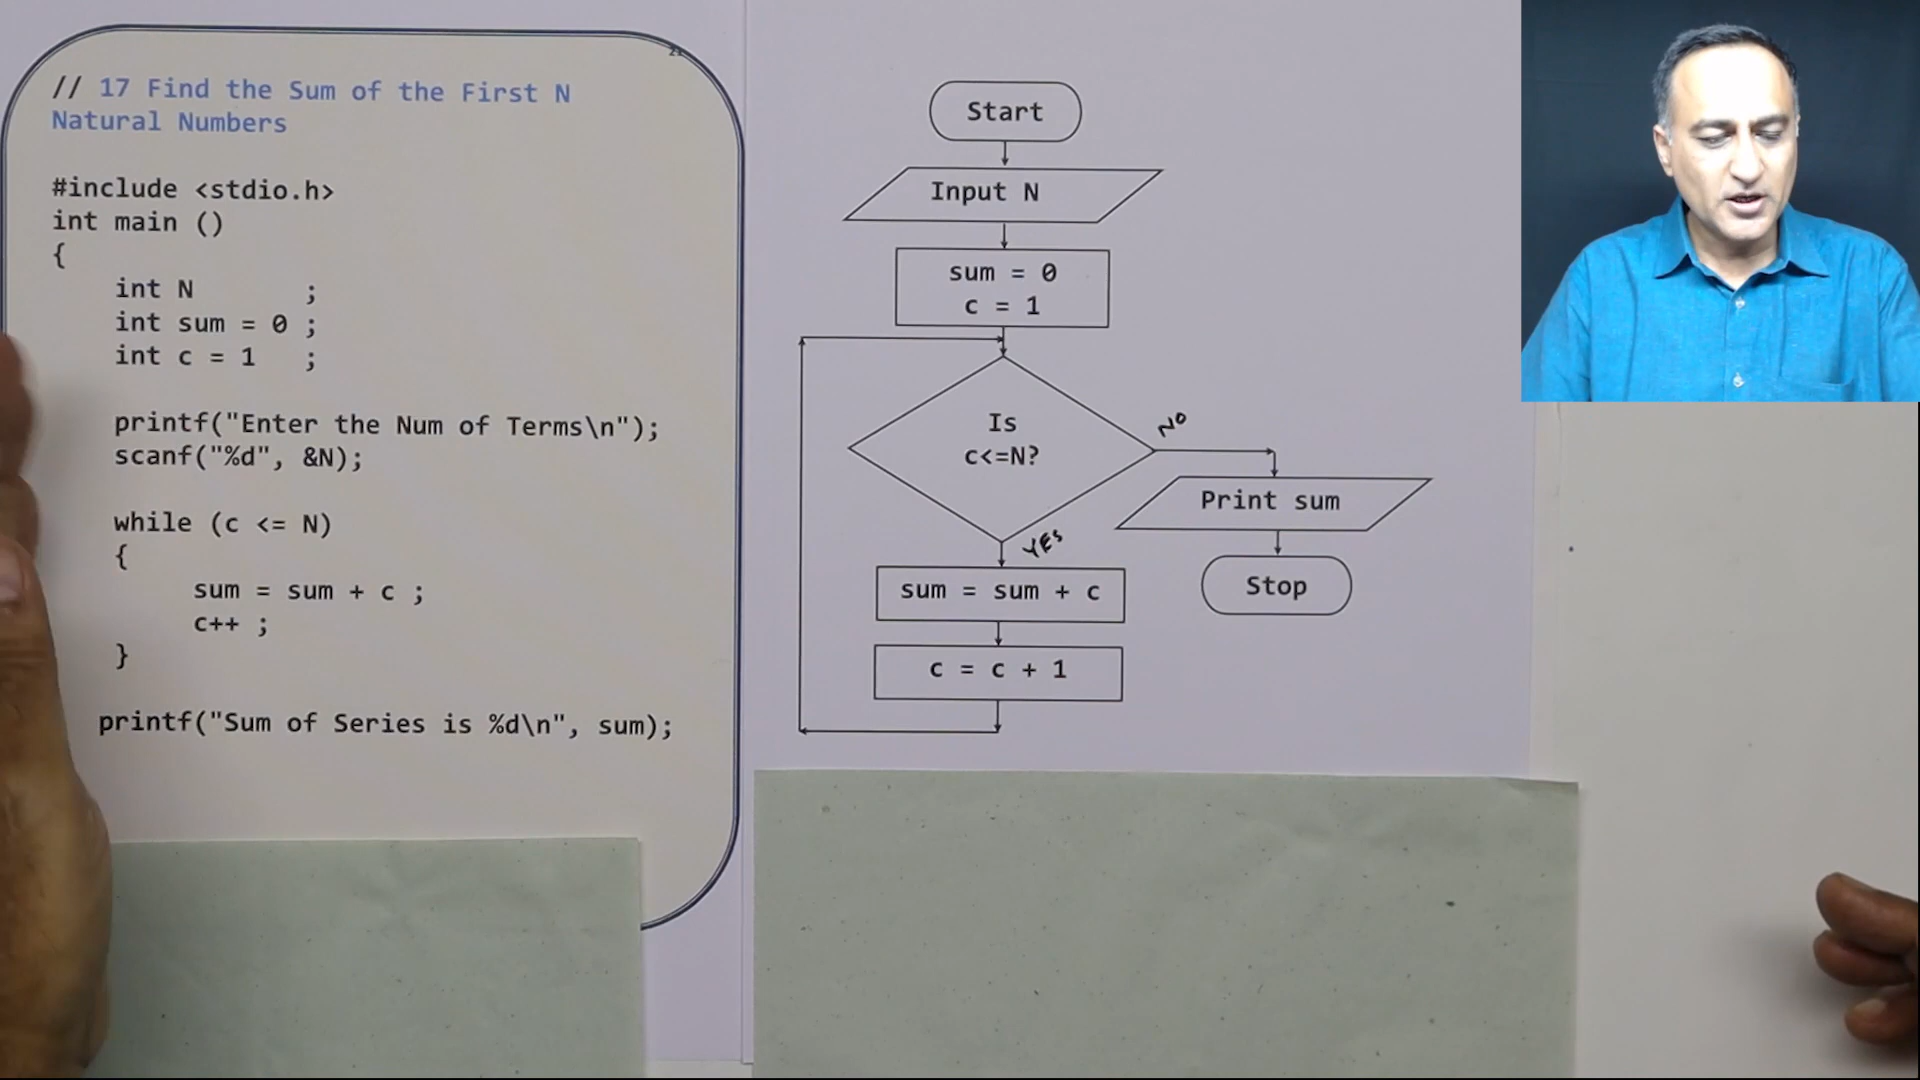 // 17 Find the Sum of the First N
Natural Numbers
#include <stdio.h>
int main ()
{
int N ;
int sum = 0 ;
int c = 1 ;
printf("Enter the Num of Terms\n");
scanf("%d", &N);
while (c <= N)
{
sum = sum + c ;
c++ ;
}
printf("Sum of Series is %d\n", sum);
Start
Input N
sum = 0
c = 1
Is
c<=N?
NO
Print sum
Stop
YES
sum = sum + c
c = c + 1